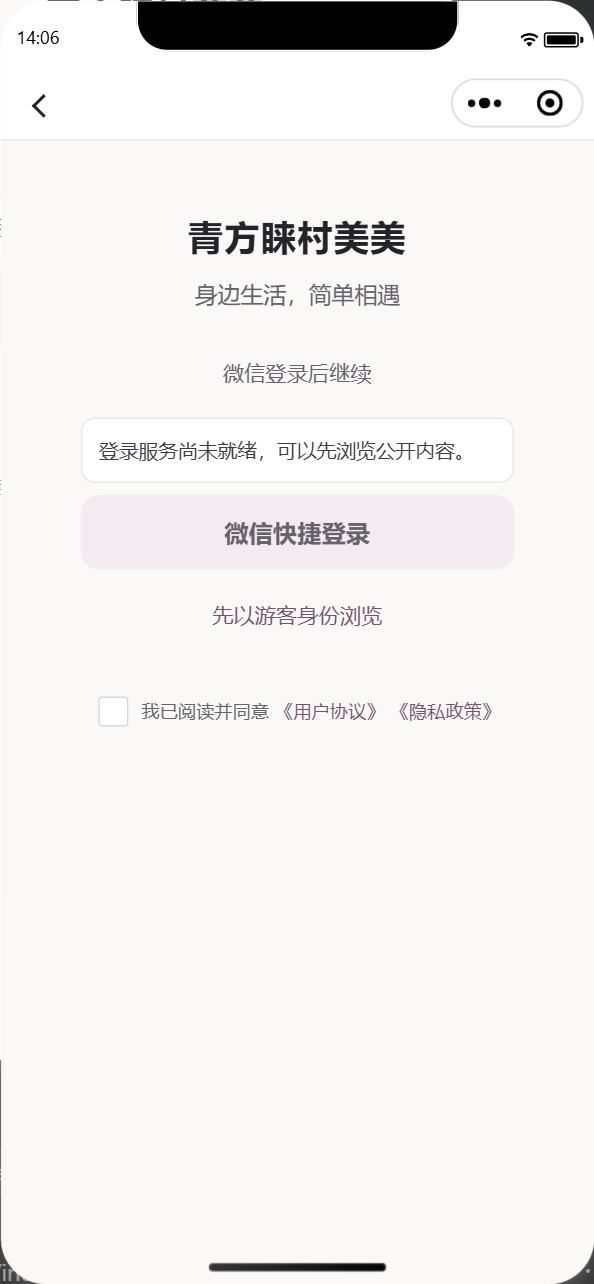 14:06
青方睐村美美
身边生活，简单相遇
微信登录后继续
登录服务尚未就绪，可以先浏览公开内容。
微信快捷登录
先以游客身份浏览
我已阅读并同意 《用户协议》 《隐私政策》